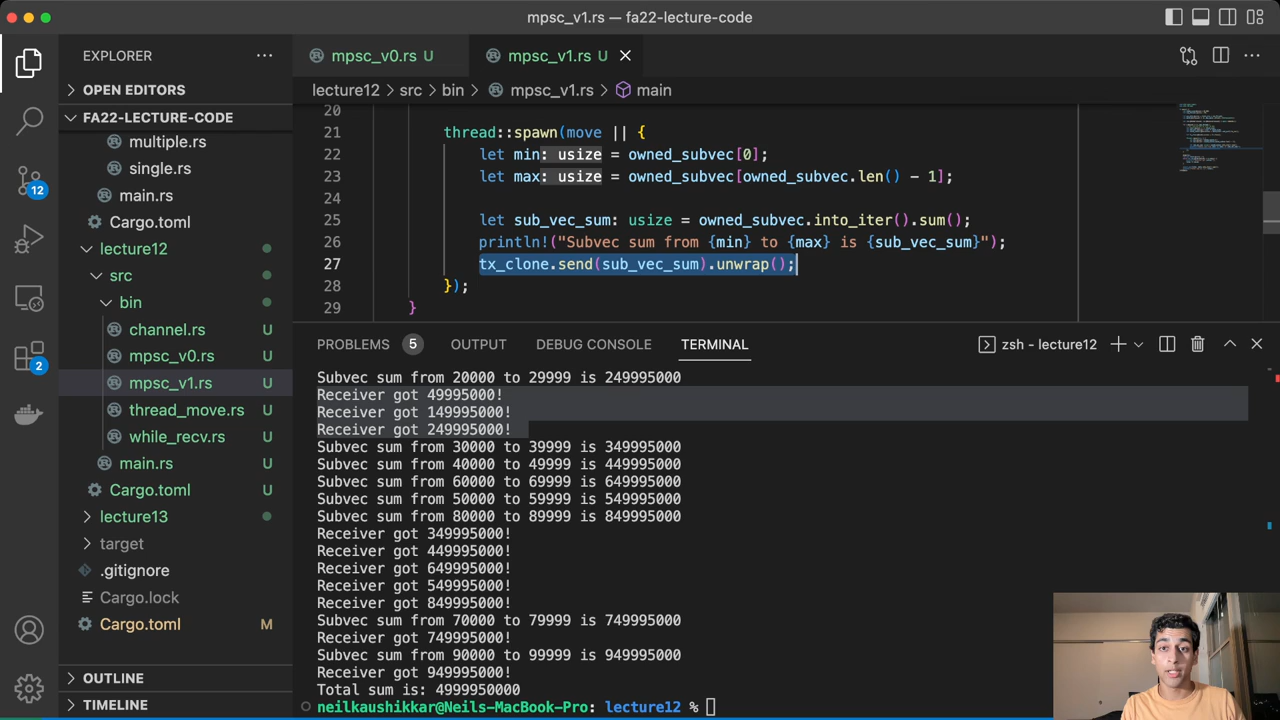 mpsc_v1.rs — fa22-lecture-code
EXPLORER
OPEN EDITORS
FA22-LECTURE-CODE
multiple.rs
single.rs
main.rs
Cargo.toml
lecture12
src
bin
channel.rs U
mpsc_v0.rs U
mpsc_v1.rs U
thread_move.rs U
while_recv.rs U
main.rs U
Cargo.toml U
lecture13
target
.gitignore
Cargo.lock
Cargo.toml M
OUTLINE
TIMELINE
12
2
mpsc_v0.rs U
mpsc_v1.rs U
lecture12 > src > bin > mpsc_v1.rs > main
20
21 thread::spawn(move || {
22 let min: usize = owned_subvec[0];
23 let max: usize = owned_subvec[owned_subvec.len() - 1];
24
25 let sub_vec_sum: usize = owned_subvec.into_iter().sum();
26 println!("Subvec sum from {min} to {max} is {sub_vec_sum}");
27 tx_clone.send(sub_vec_sum).unwrap();
28 });
29 }
PROBLEMS 5 OUTPUT DEBUG CONSOLE TERMINAL
zsh - lecture12
Subvec sum from 20000 to 29999 is 249995000
Receiver got 49995000!
Receiver got 149995000!
Receiver got 249995000!
Subvec sum from 30000 to 39999 is 349995000
Subvec sum from 40000 to 49999 is 449995000
Subvec sum from 60000 to 69999 is 649995000
Subvec sum from 50000 to 59999 is 549995000
Subvec sum from 80000 to 89999 is 849995000
Receiver got 349995000!
Receiver got 449995000!
Receiver got 649995000!
Receiver got 549995000!
Receiver got 849995000!
Subvec sum from 70000 to 79999 is 749995000
Receiver got 749995000!
Subvec sum from 90000 to 99999 is 949995000
Receiver got 949995000!
Total sum is: 4999950000
neilkaushikkar@Neils-MacBook-Pro: lecture12 %